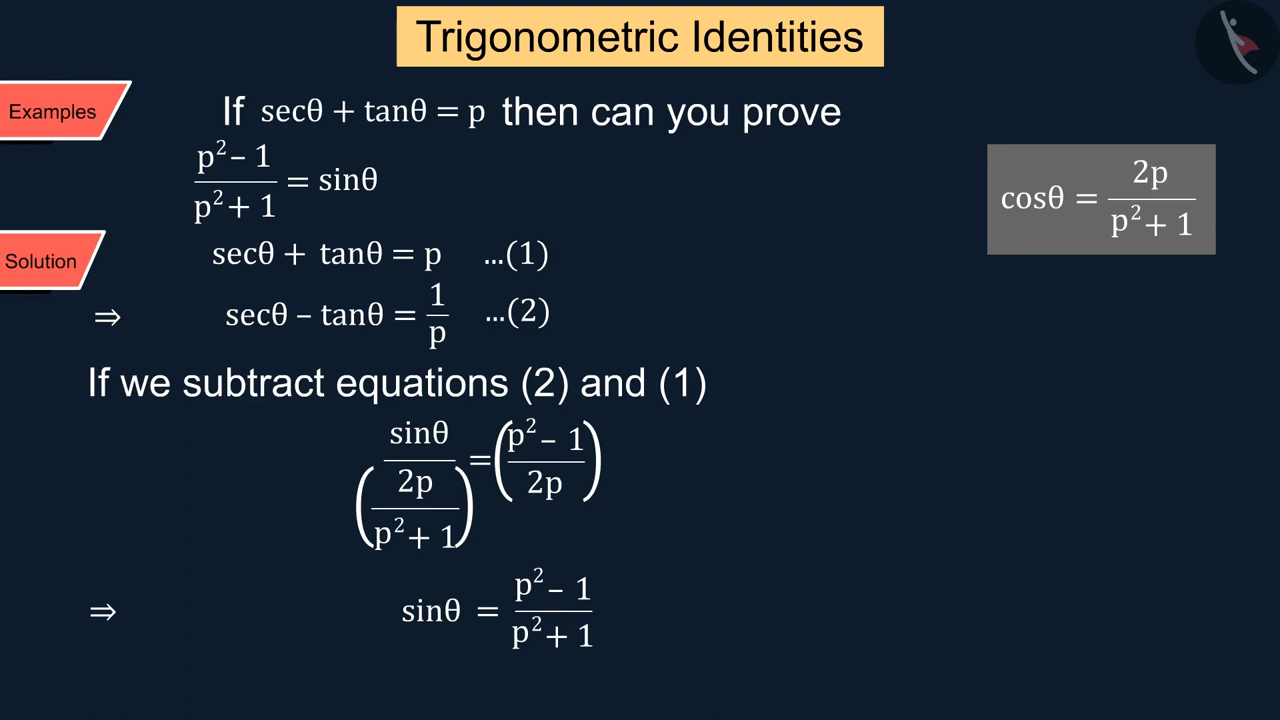 Trigonometric Identities
Examples
If secθ + tanθ = p then can you prove
p² – 1 / p² + 1 = sinθ
cosθ = 2p / p² + 1
Solution
secθ + tanθ = p ...(1)
⇒ secθ – tanθ = 1 / p ...(2)
If we subtract equations (2) and (1)
sinθ / (2p / p² + 1) = (p² – 1 / 2p)
⇒ sinθ = p² – 1 / p² + 1